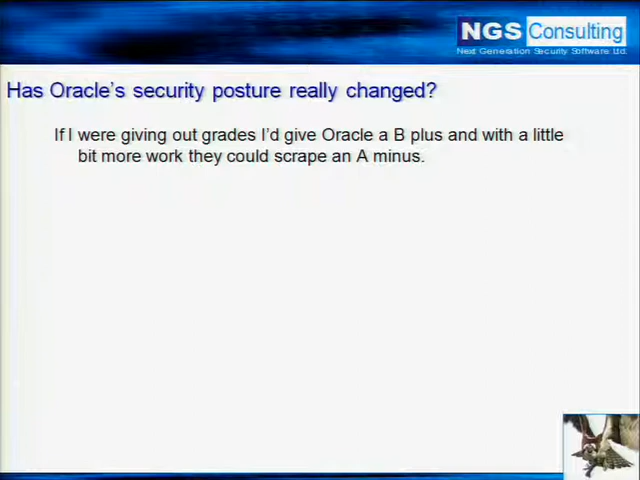 NGS Consulting
Next Generation Security Software Ltd.
Has Oracle's security posture really changed?
If I were giving out grades I'd give Oracle a B plus and with a little
bit more work they could scrape an A minus.